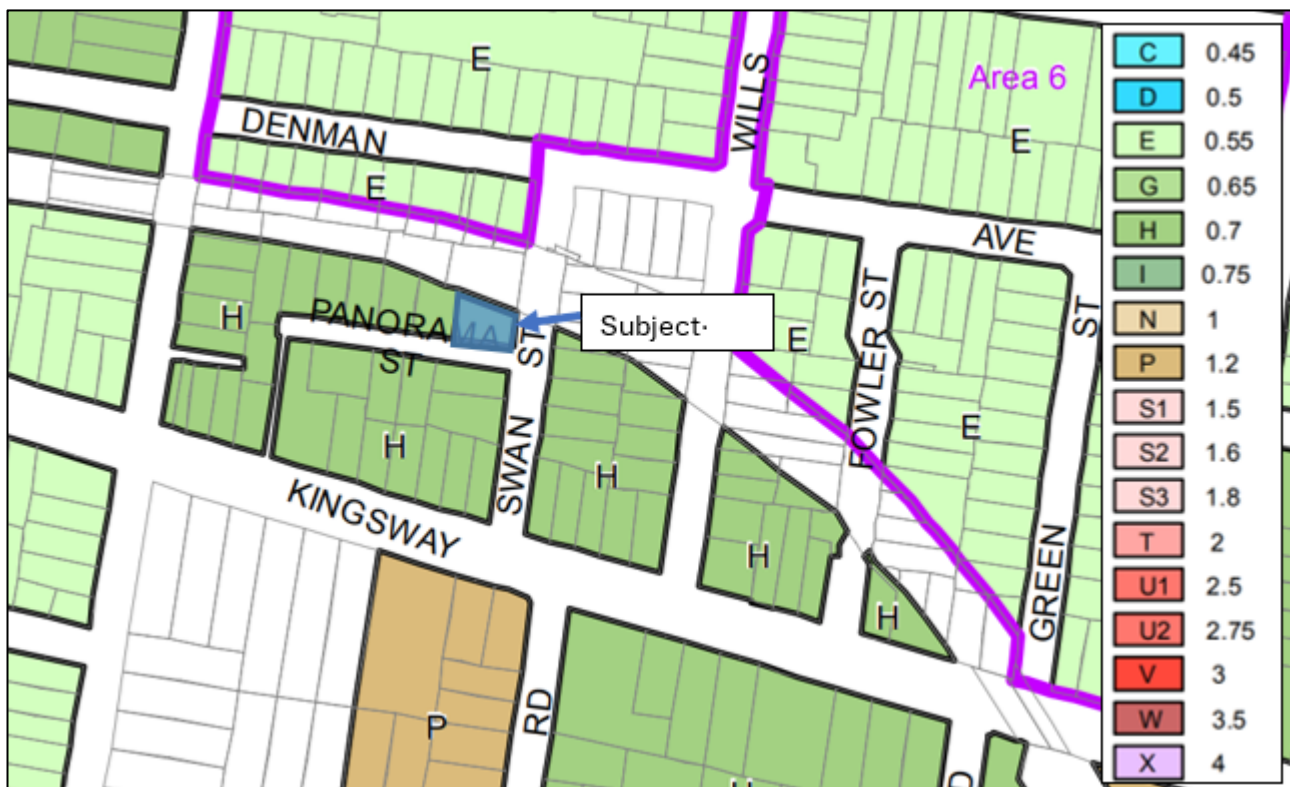 E
Area 6
WILLS
DENMAN
E
E
AVE
PANORAMA
ST
H
Subject·
ST
E
FOWLER ST
ST
E
H
H
SWAN
KINGSWAY
H
H
GREEN
P
RD
C 0.45
D 0.5
E 0.55
G 0.65
H 0.7
I 0.75
N 1
P 1.2
S1 1.5
S2 1.6
S3 1.8
T 2
U1 2.5
U2 2.75
V 3
W 3.5
X 4